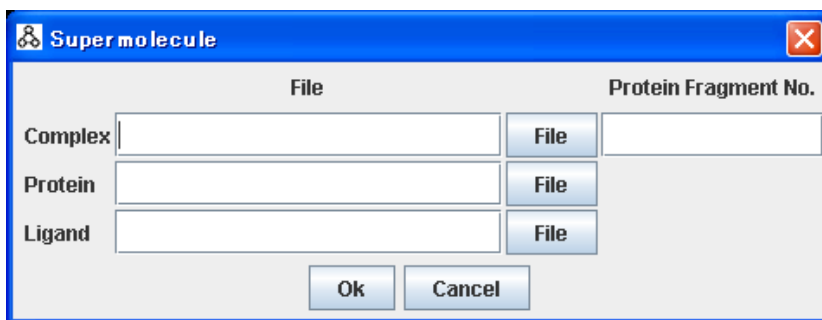 Supermolecule
File Protein Fragment No.
Complex File
Protein File
Ligand File
Ok Cancel